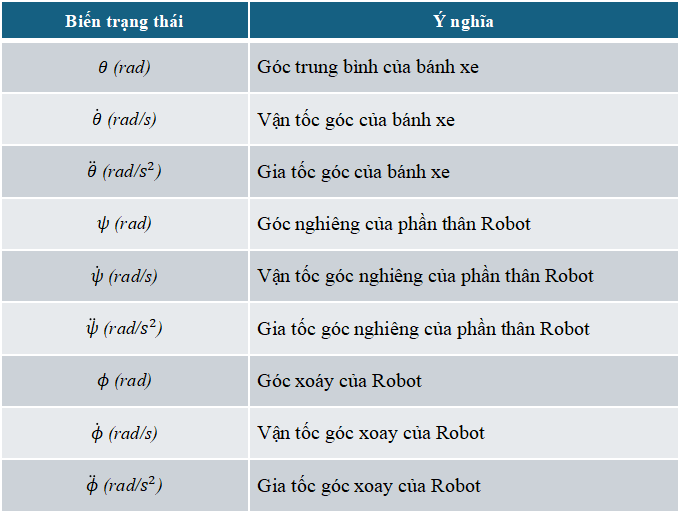 Biến trạng thái Ý nghĩa
θ (rad) Góc trung bình của bánh xe
θ̇ (rad/s) Vận tốc góc của bánh xe
θ̈ (rad/s²) Gia tốc góc của bánh xe
ψ (rad) Góc nghiêng của phần thân Robot
ψ̇ (rad/s) Vận tốc góc nghiêng của phần thân Robot
ψ̈ (rad/s²) Gia tốc góc nghiêng của phần thân Robot
ϕ (rad) Góc xoáy của Robot
ϕ̇ (rad/s) Vận tốc góc xoay của Robot
ϕ̈ (rad/s²) Gia tốc góc xoay của Robot